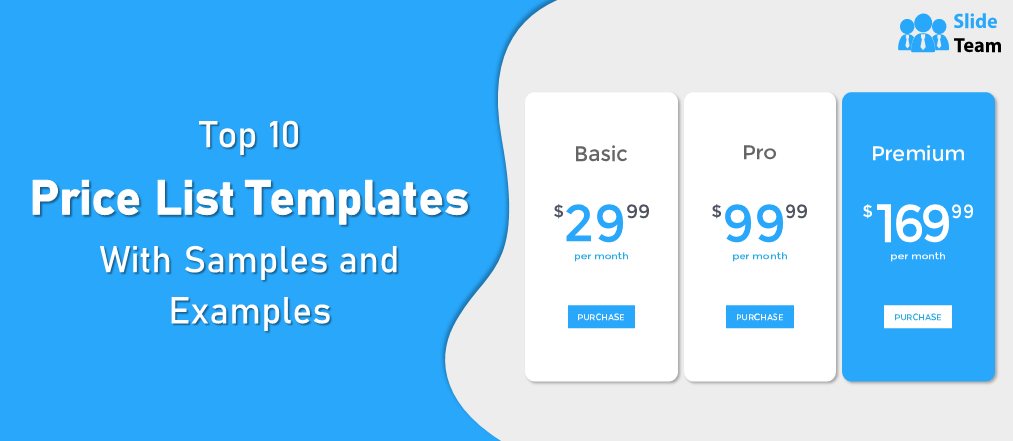 Top 10
Price List Templates
With Samples and
Examples
Slide
Team
Basic
$29 99
per month
PURCHASE
Pro
$99 99
per month
PURCHASE
Premium
$169 99
per month
PURCHASE